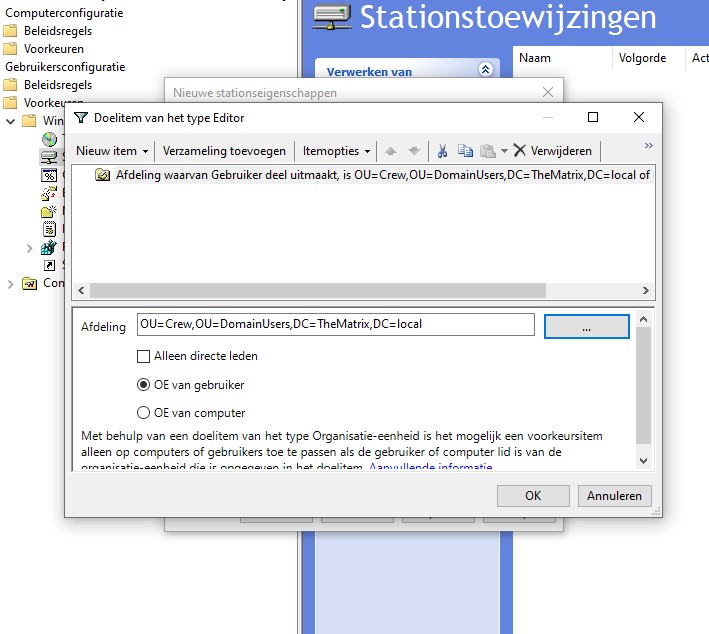 Computerconfiguratie
Beleidsregels
Voorkeuren
Gebruikersconfiguratie
Beleidsregels
Voorkeuren
Stationstoewijzingen
Verwerken van
Naam Volgorde
Nieuwe stationseigenschappen
Doelitem van het type Editor
Nieuw item Verzameling toevoegen Itemopties Verwijderen
Afdeling waarvan Gebruiker deel uitmaakt, is OU=Crew,OU=DomainUsers,DC=TheMatrix,DC=local of
Afdeling OU=Crew,OU=DomainUsers,DC=TheMatrix,DC=local ...
Alleen directe leden
OE van gebruiker
OE van computer
Met behulp van een doelitem van het type Organisatie-eenheid is het mogelijk een voorkeursitem
alleen op computers of gebruikers toe te passen als de gebruiker of computer lid is van de
organisatie-eenheid die is opgegeven in het doelitem. Aanvullende informatie
OK Annuleren